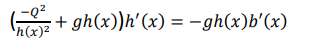 (-Q²/h(x)² + gh(x))h′(x) = −gh(x)b′(x)